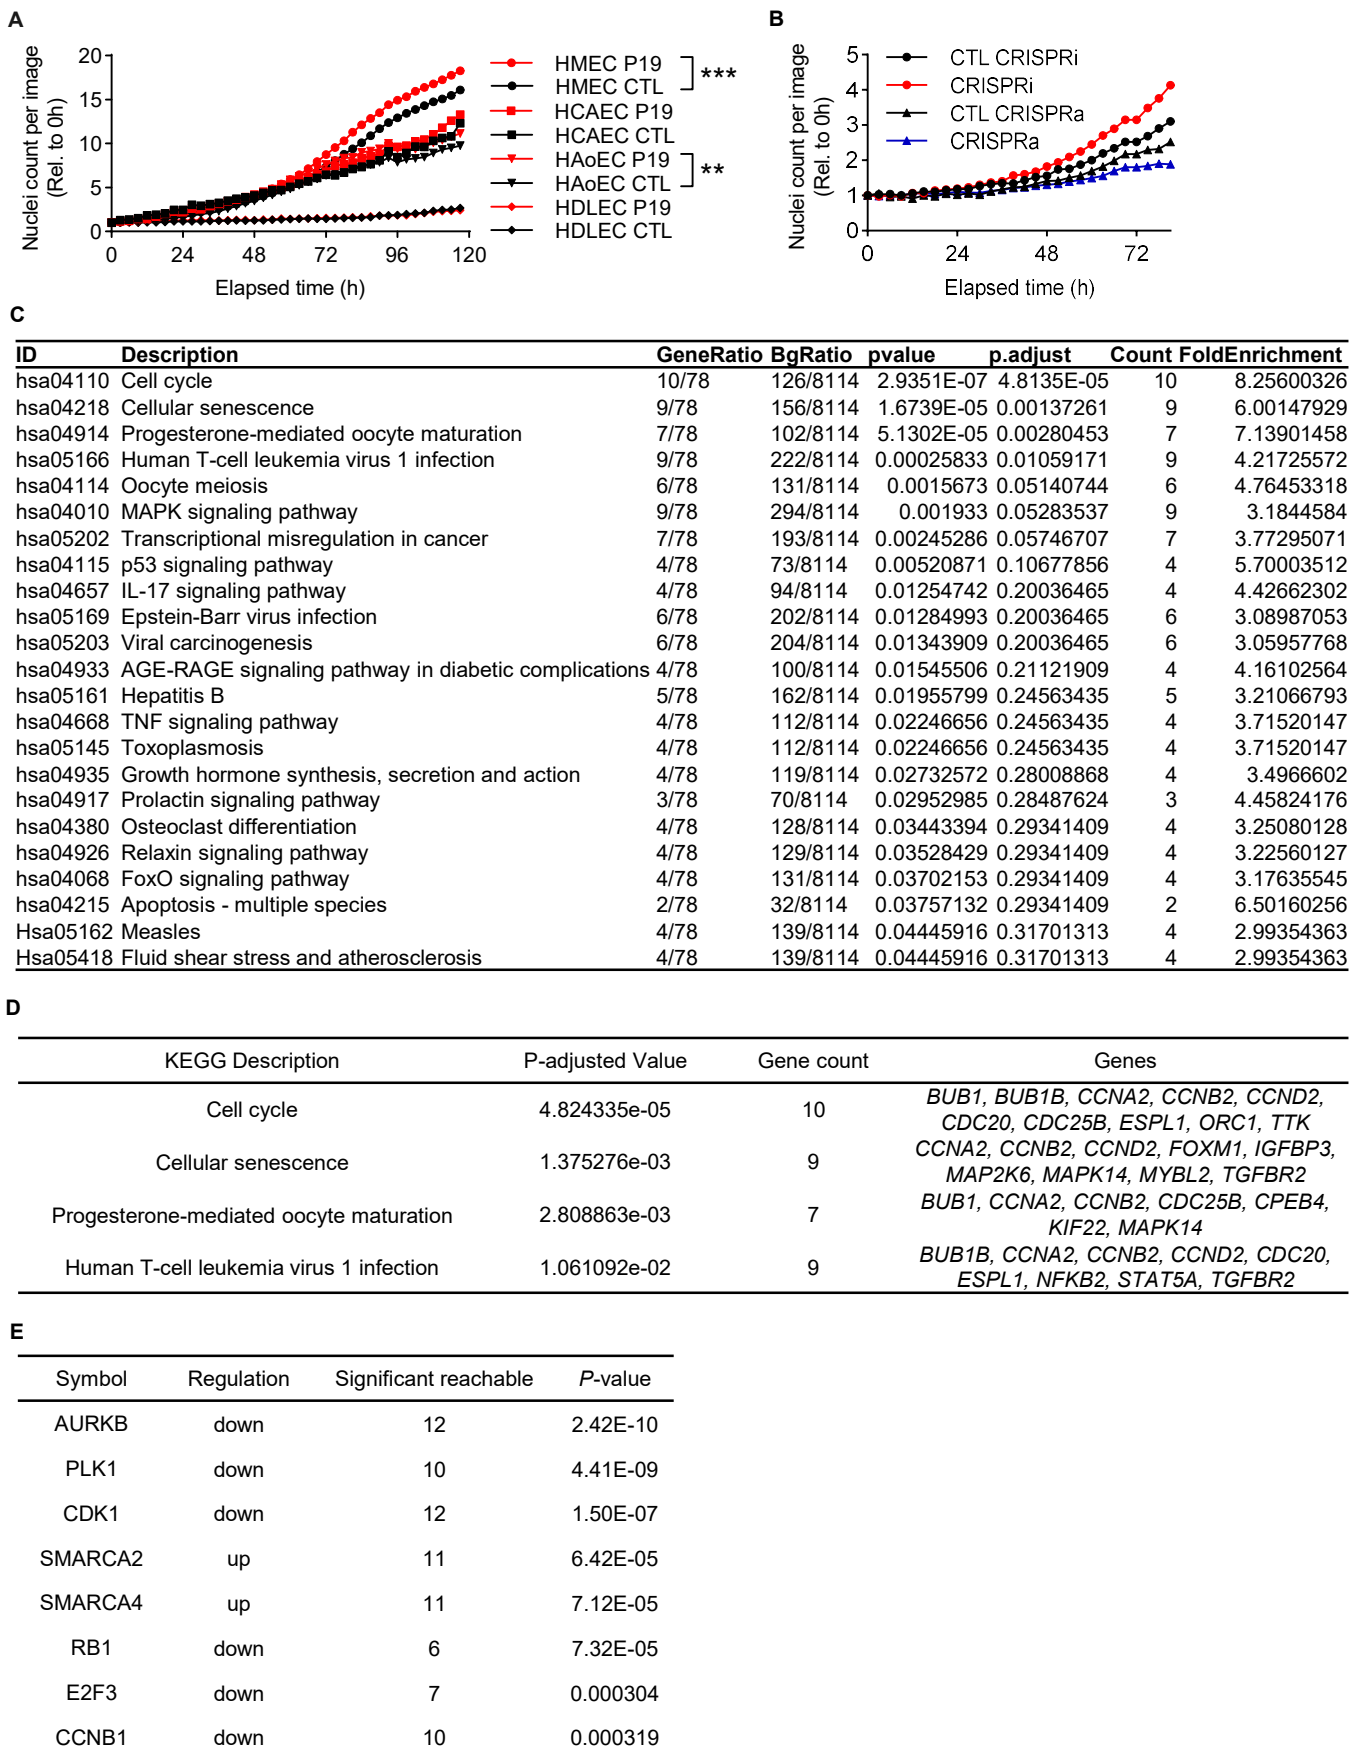 A
Nuclei count per image
(Rel. to 0h)
20
15
10
5
0
0 24 48 72 96 120
Elapsed time (h)
HMEC P19
HMEC CTL
***
HCAEC P19
HCAEC CTL
HAoEC P19
HAoEC CTL
**
HDLEC P19
HDLEC CTL
B
Nuclei count per image
(Rel. to 0h)
5
4
3
2
1
0
0 24 48 72
Elapsed time (h)
CTL CRISPRi
CRISPRi
CTL CRISPRa
CRISPRa
C
ID Description GeneRatio BgRatio pvalue p.adjust Count FoldEnrichment
hsa04110 Cell cycle 10/78 126/8114 2.9351E-07 4.8135E-05 10 8.25600326
hsa04218 Cellular senescence 9/78 156/8114 1.6739E-05 0.00137261 9 6.00147929
hsa04914 Progesterone-mediated oocyte maturation 7/78 102/8114 5.1302E-05 0.00280453 7 7.13901458
hsa05166 Human T-cell leukemia virus 1 infection 9/78 222/8114 0.00025833 0.01059171 9 4.21725572
hsa04114 Oocyte meiosis 6/78 131/8114 0.0015673 0.05140744 6 4.76453318
hsa04010 MAPK signaling pathway 9/78 294/8114 0.001933 0.05283537 9 3.1844584
hsa05202 Transcriptional misregulation in cancer 7/78 193/8114 0.00245286 0.05746707 7 3.77295071
hsa04115 p53 signaling pathway 4/78 73/8114 0.00520871 0.10677856 4 5.70003512
hsa04657 IL-17 signaling pathway 4/78 94/8114 0.01254742 0.20036465 4 4.42662302
hsa05169 Epstein-Barr virus infection 6/78 202/8114 0.01284993 0.20036465 6 3.08987053
hsa05203 Viral carcinogenesis 6/78 204/8114 0.01343909 0.20036465 6 3.05957768
hsa04933 AGE-RAGE signaling pathway in diabetic complications 4/78 100/8114 0.01545506 0.21121909 4 4.16102564
hsa05161 Hepatitis B 5/78 162/8114 0.01955799 0.24563435 5 3.21066793
hsa04668 TNF signaling pathway 4/78 112/8114 0.02246656 0.24563435 4 3.71520147
hsa05145 Toxoplasmosis 4/78 112/8114 0.02246656 0.24563435 4 3.71520147
hsa04935 Growth hormone synthesis, secretion and action 4/78 119/8114 0.02732572 0.28008868 4 3.4966602
hsa04917 Prolactin signaling pathway 3/78 70/8114 0.02952985 0.28487624 3 4.45824176
hsa04380 Osteoclast differentiation 4/78 128/8114 0.03443394 0.29341409 4 3.25080128
hsa04926 Relaxin signaling pathway 4/78 129/8114 0.03528429 0.29341409 4 3.22560127
hsa04068 FoxO signaling pathway 4/78 131/8114 0.03702153 0.29341409 4 3.17635545
hsa04215 Apoptosis - multiple species 2/78 32/8114 0.03757132 0.29341409 2 6.50160256
Hsa05162 Measles 4/78 139/8114 0.04445916 0.31701313 4 2.99354363
Hsa05418 Fluid shear stress and atherosclerosis 4/78 139/8114 0.04445916 0.31701313 4 2.99354363
D
KEGG Description P-adjusted Value Gene count Genes
Cell cycle 4.824335e-05 10 BUB1, BUB1B, CCNA2, CCNB2, CCND2,
CDC20, CDC25B, ESPL1, ORC1, TTK
Cellular senescence 1.375276e-03 9 CCNA2, CCNB2, CCND2, FOXM1, IGFBP3,
MAP2K6, MAPK14, MYBL2, TGFBR2
Progesterone-mediated oocyte maturation 2.808863e-03 7 BUB1, CCNA2, CCNB2, CDC25B, CPEB4,
KIF22, MAPK14
Human T-cell leukemia virus 1 infection 1.061092e-02 9 BUB1B, CCNA2, CCNB2, CCND2, CDC20,
ESPL1, NFKB2, STAT5A, TGFBR2
E
Symbol Regulation Significant reachable P-value
AURKB down 12 2.42E-10
PLK1 down 10 4.41E-09
CDK1 down 12 1.50E-07
SMARCA2 up 11 6.42E-05
SMARCA4 up 11 7.12E-05
RB1 down 6 7.32E-05
E2F3 down 7 0.000304
CCNB1 down 10 0.000319